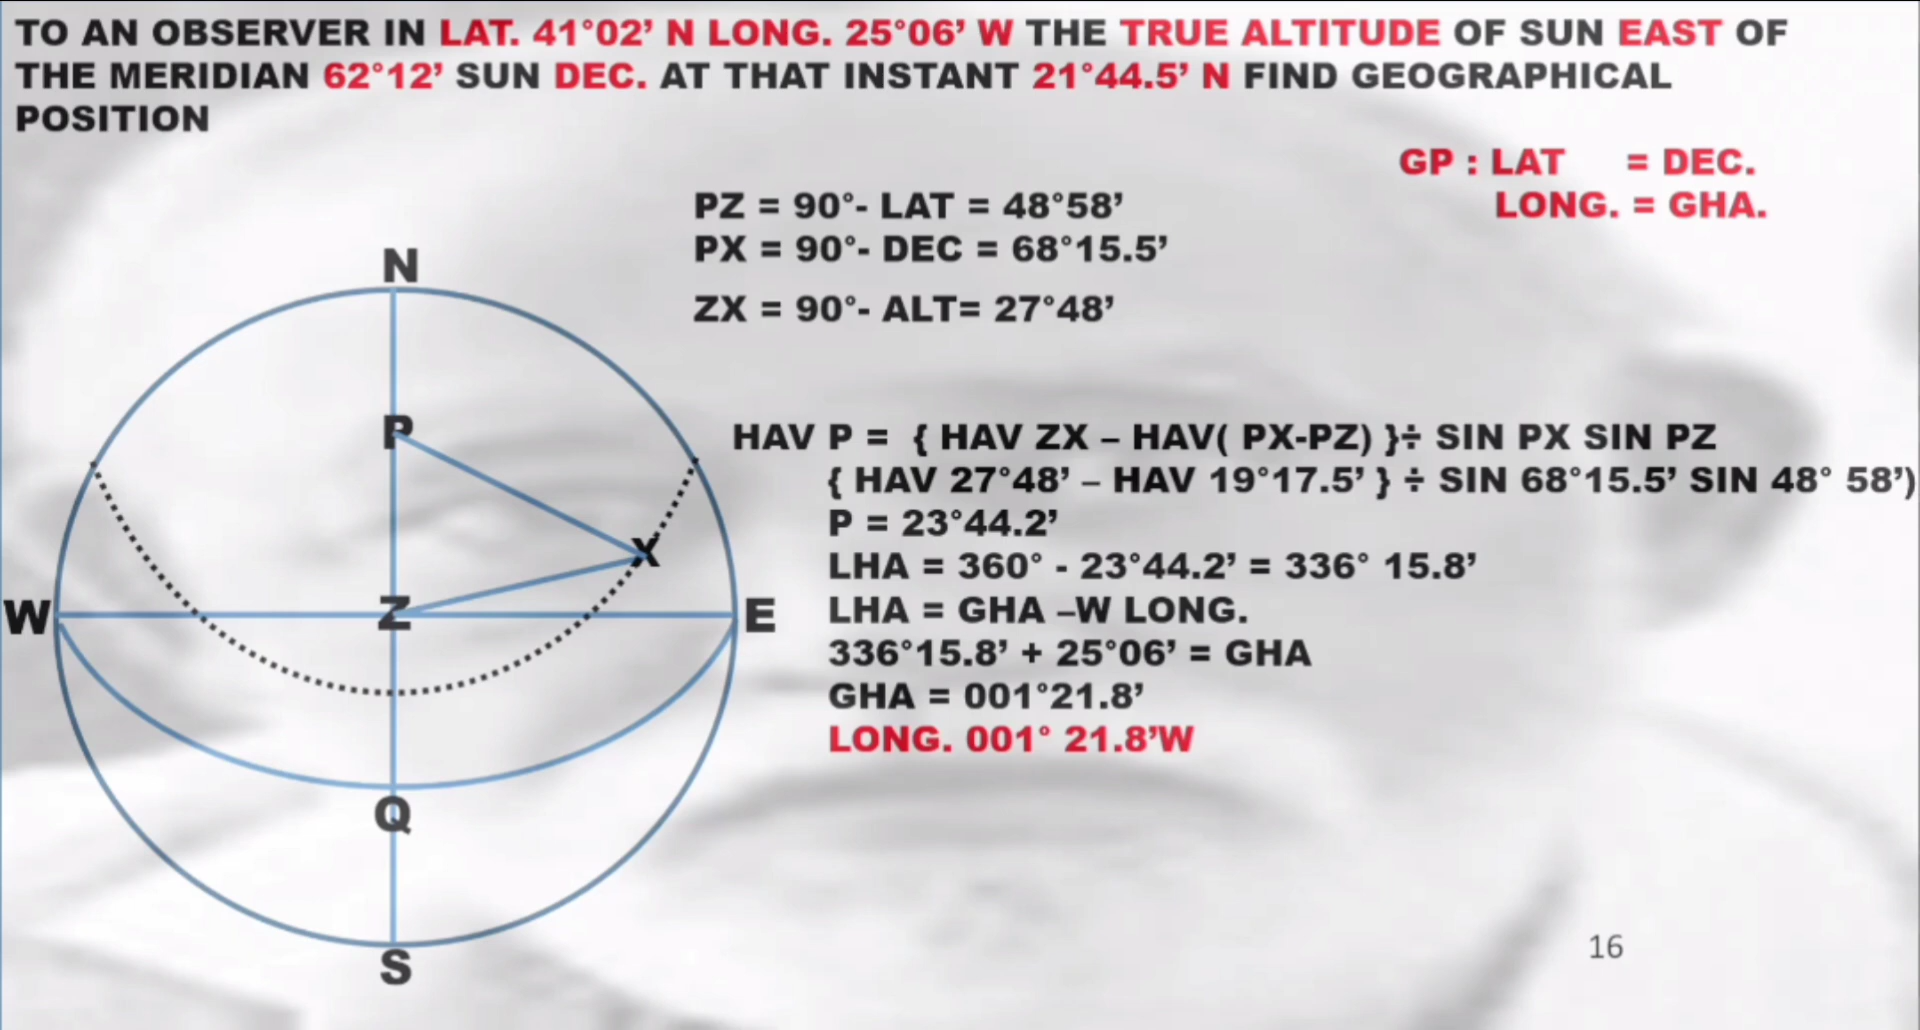 TO AN OBSERVER IN LAT. 41°02’ N LONG. 25°06’ W THE TRUE ALTITUDE OF SUN EAST OF
THE MERIDIAN 62°12’ SUN DEC. AT THAT INSTANT 21°44.5’ N FIND GEOGRAPHICAL
POSITION
GP : LAT = DEC.
LONG. = GHA.
PZ = 90°- LAT = 48°58’
PX = 90°- DEC = 68°15.5’
ZX = 90°- ALT= 27°48’
N
P
X
W
Z
E
Q
S
HAV P = { HAV ZX – HAV( PX-PZ) }÷ SIN PX SIN PZ
{ HAV 27°48’ – HAV 19°17.5’ } ÷ SIN 68°15.5’ SIN 48° 58’)
P = 23°44.2’
LHA = 360° - 23°44.2’ = 336° 15.8’
LHA = GHA –W LONG.
336°15.8’ + 25°06’ = GHA
GHA = 001°21.8’
LONG. 001° 21.8’W
16